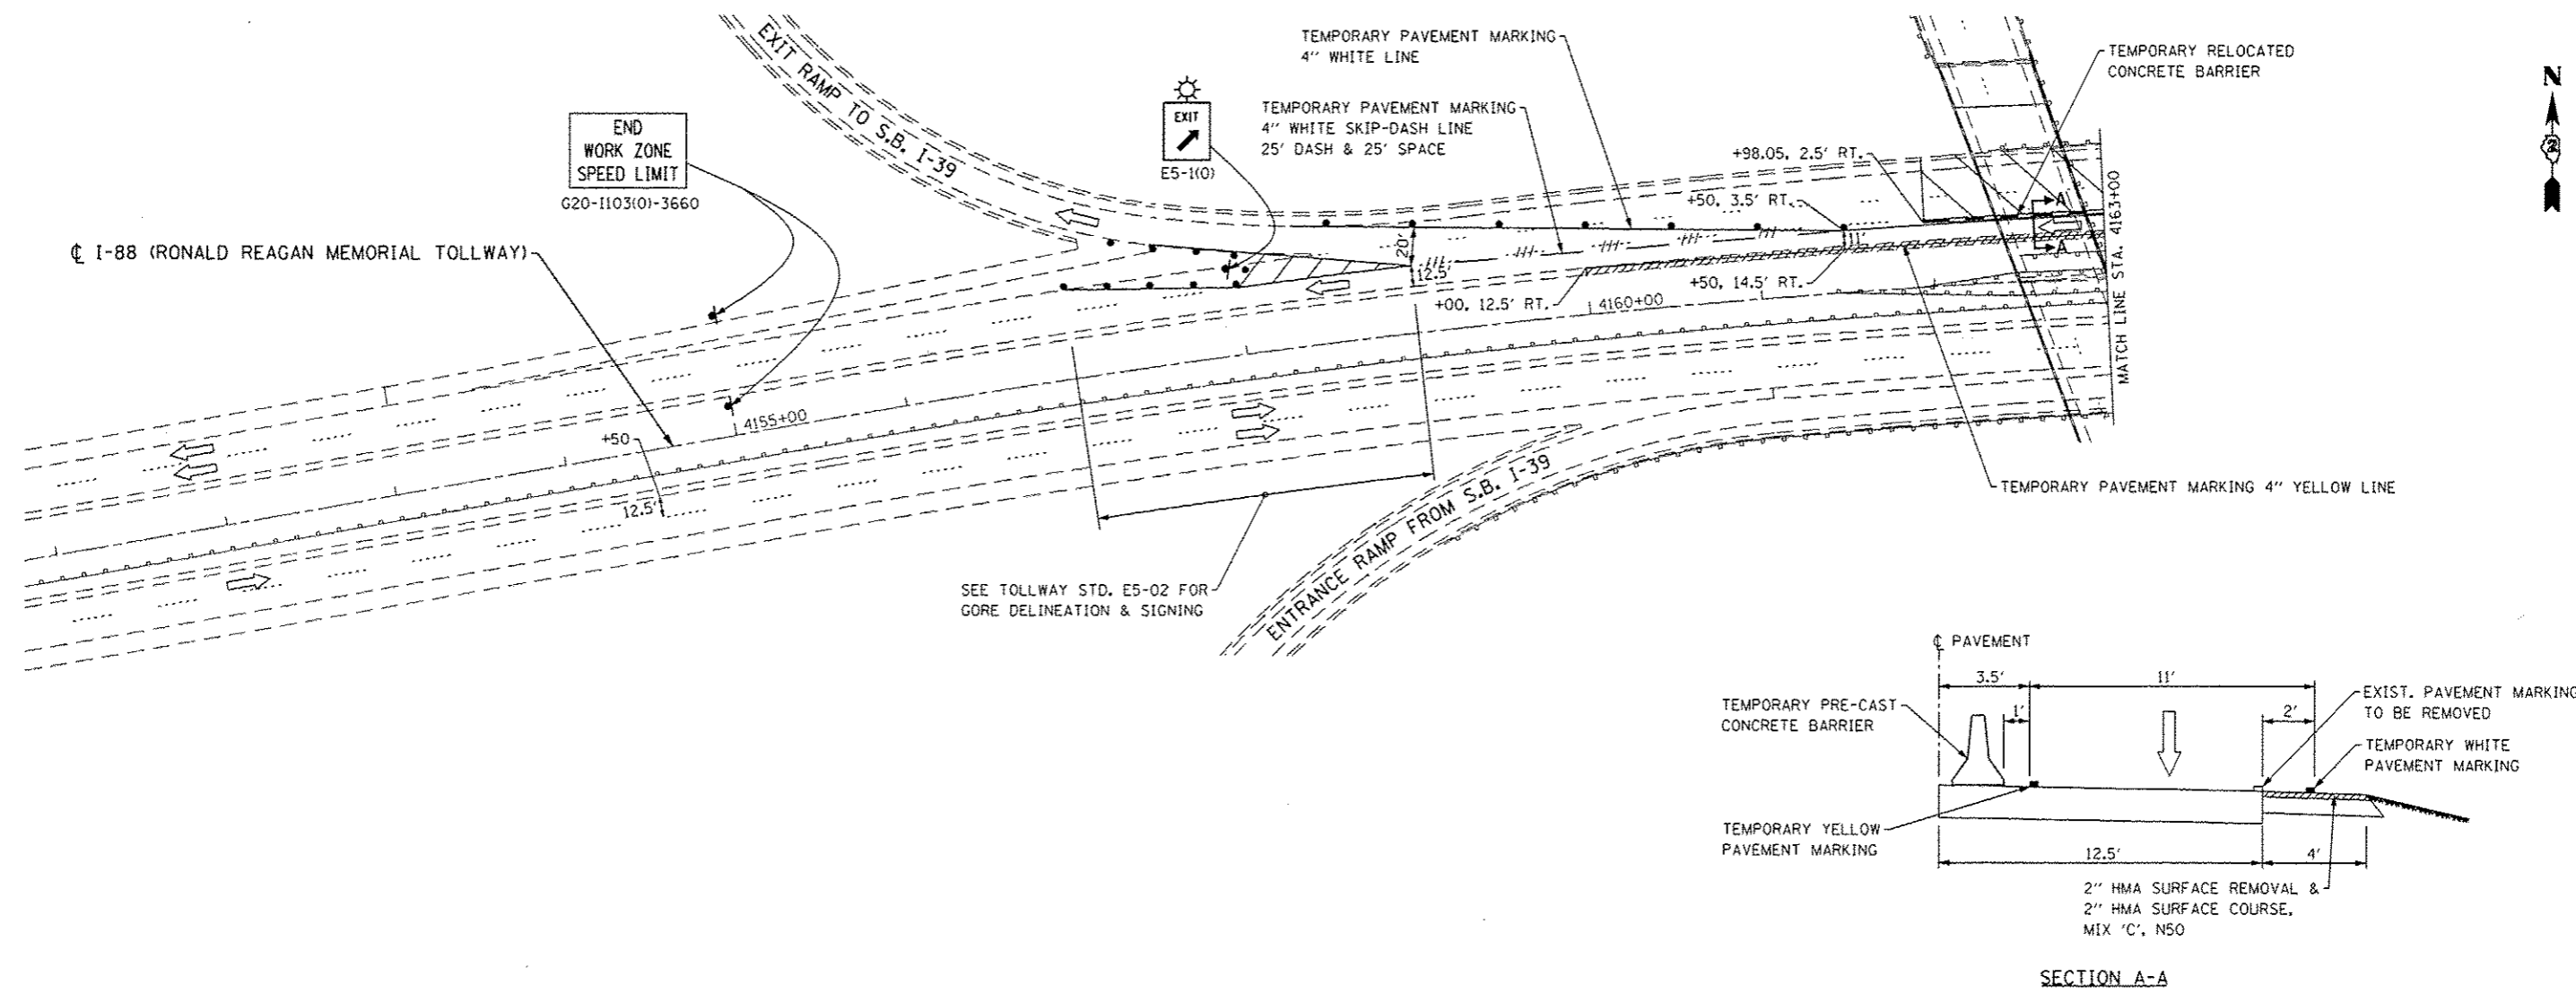 EXIT RAMP TO S.B. I-39
TEMPORARY PAVEMENT MARKING
4" WHITE LINE
TEMPORARY RELOCATED
CONCRETE BARRIER
N
END
WORK ZONE
SPEED LIMIT
G20-I103(O)-3660
EXIT
E5-1(O)
TEMPORARY PAVEMENT MARKING
4" WHITE SKIP-DASH LINE
25' DASH & 25' SPACE
+98.05, 2.5' RT.
+50, 3.5' RT.
A
A
11'
20'
12.5'
℄ I-88 (RONALD REAGAN MEMORIAL TOLLWAY)
+50, 14.5' RT.
+00, 12.5' RT.
4160+00
MATCH LINE STA. 4163+00
4155+00
+50
12.5'
TEMPORARY PAVEMENT MARKING 4" YELLOW LINE
SEE TOLLWAY STD. E5-02 FOR
GORE DELINEATION & SIGNING
ENTRANCE RAMP FROM S.B. I-39
℄ PAVEMENT
3.5'
11'
TEMPORARY PRE-CAST
CONCRETE BARRIER
1'
2'
EXIST. PAVEMENT MARKING
TO BE REMOVED
TEMPORARY WHITE
PAVEMENT MARKING
TEMPORARY YELLOW
PAVEMENT MARKING
12.5'
4'
2" HMA SURFACE REMOVAL &
2" HMA SURFACE COURSE,
MIX 'C', N50
SECTION A-A